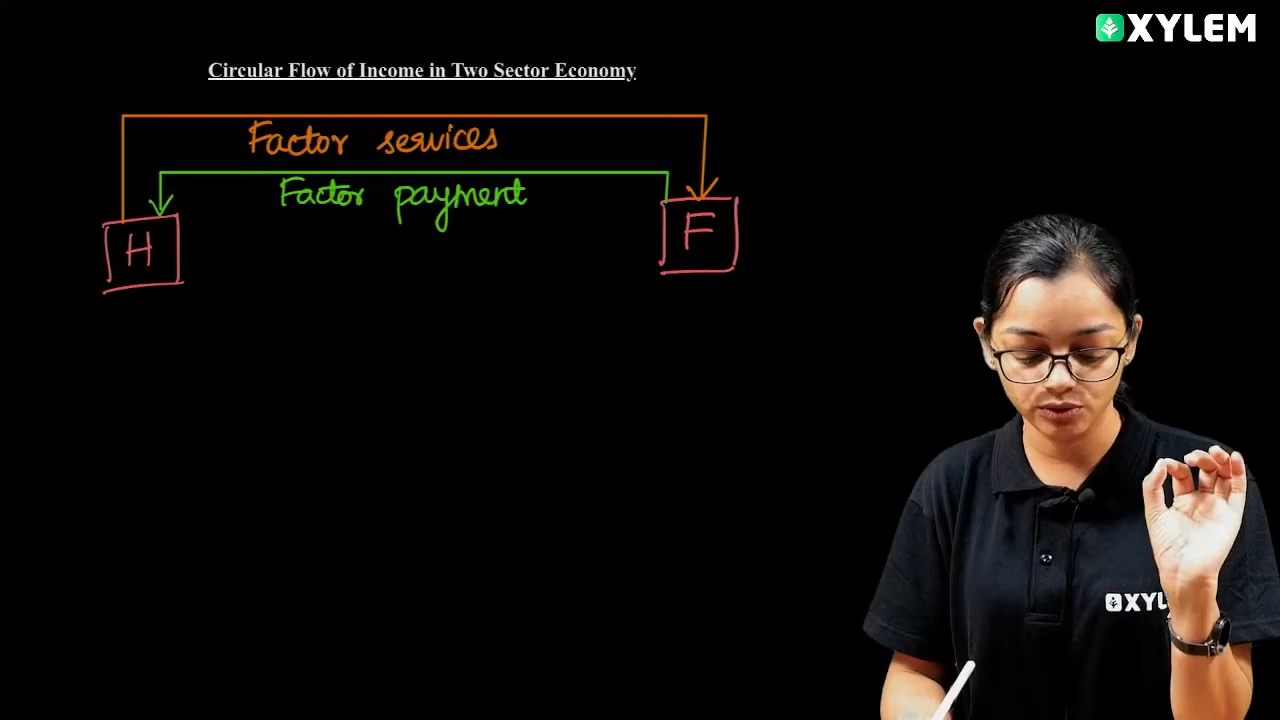 XYLEM
Circular Flow of Income in Two Sector Economy
Factor services
Factor payment
H
F
XYL